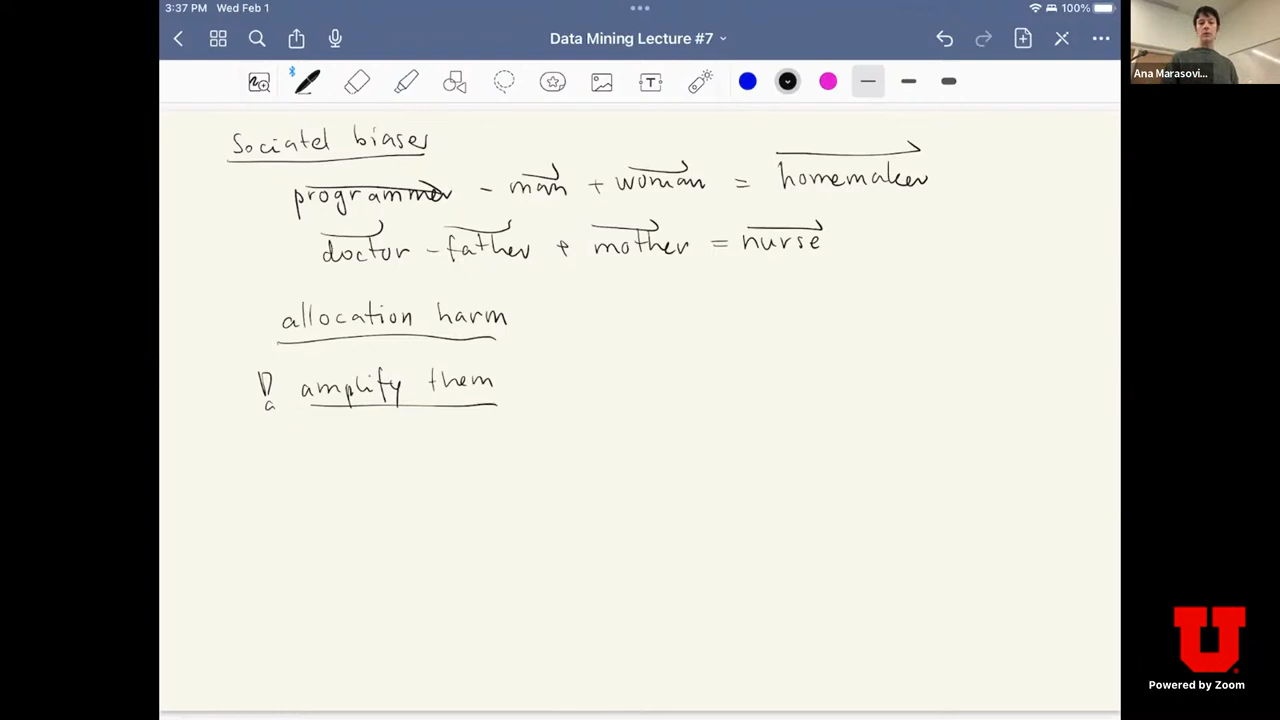 3:37 PM Wed Feb 1
100%
Data Mining Lecture #7
Ana Marasovi...
Societel biases
programmer - man + woman = homemaker
doctor - father + mother = nurse
allocation harm
amplify them
U
Powered by Zoom